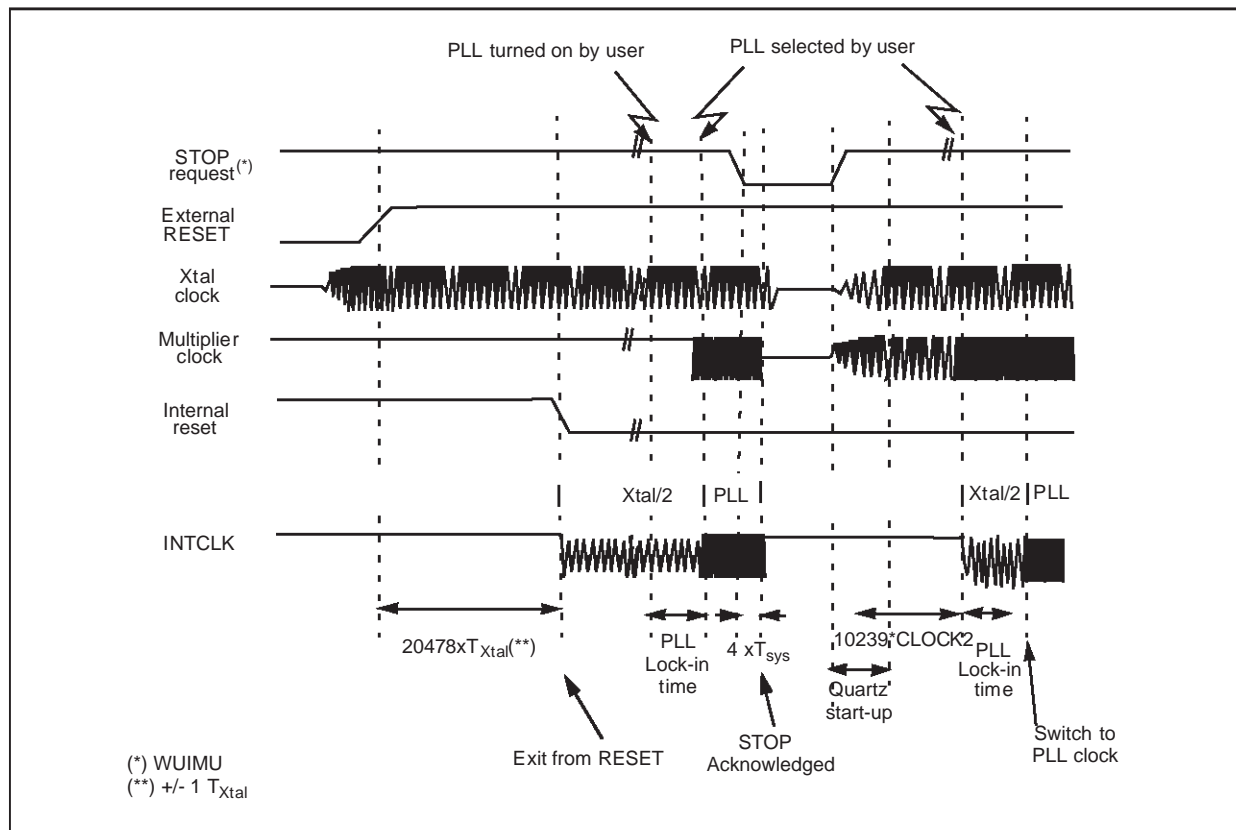 PLL turned on by user
PLL selected by user
STOP
request(*)
External
RESET
Xtal
clock
Multiplier
clock
Internal
reset
Xtal/2
PLL
Xtal/2
PLL
INTCLK
20478xTXtal(**)
PLL
Lock-in
time
4 xTsys
10239*CLOCK2
PLL
Lock-in
time
Quartz
start-up
Exit from RESET
STOP
Acknowledged
Switch to
PLL clock
(*) WUIMU
(**) +/- 1 TXtal